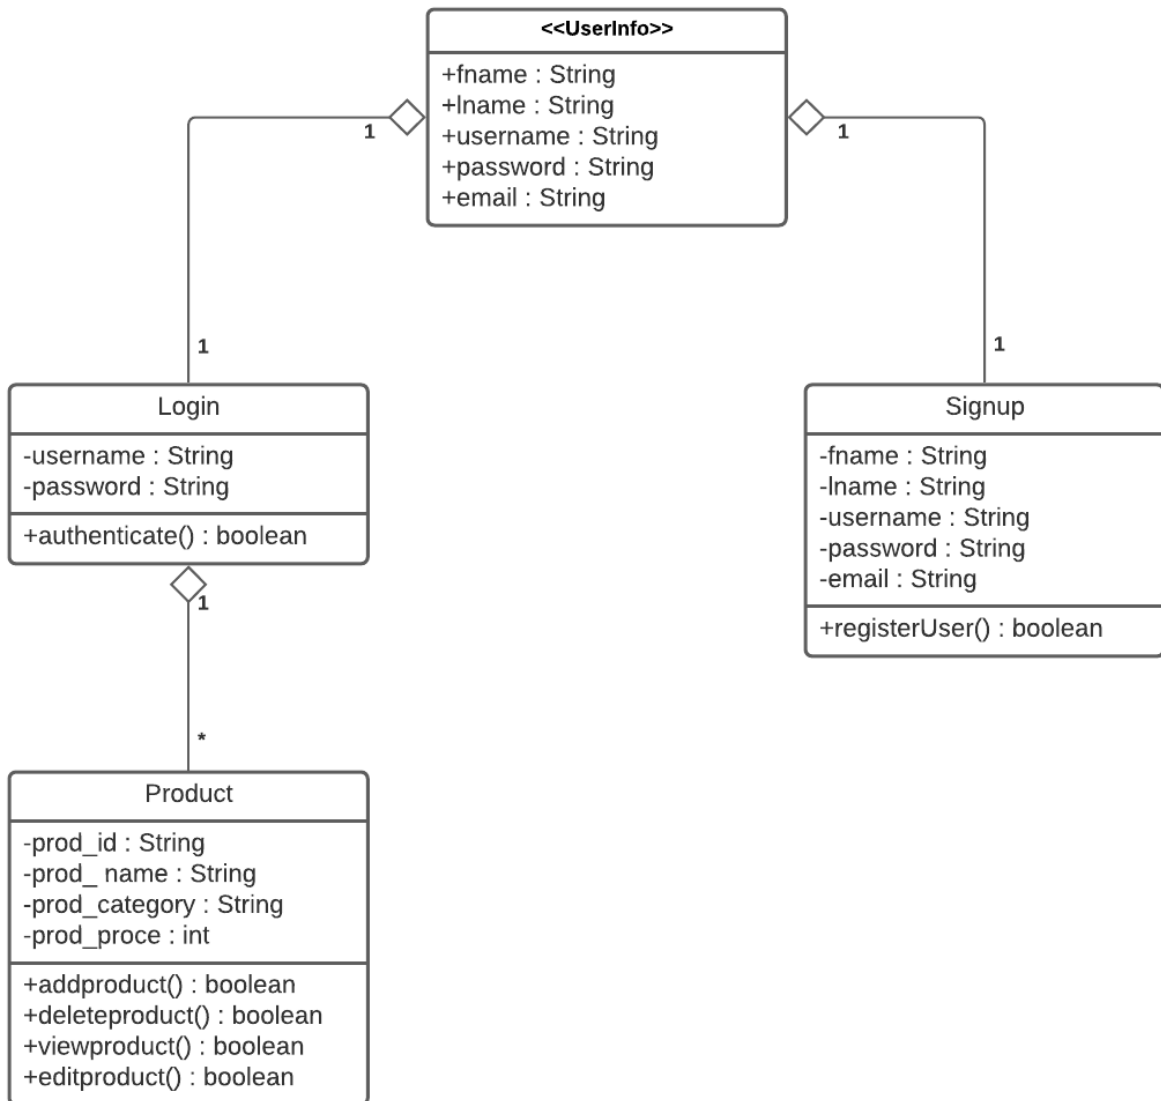 <<UserInfo>>
+fname : String
+lname : String
+username : String
+password : String
+email : String
1
1
1
1
Login
-username : String
-password : String
+authenticate() : boolean
Signup
-fname : String
-lname : String
-username : String
-password : String
-email : String
+registerUser() : boolean
1
*
Product
-prod_id : String
-prod_ name : String
-prod_category : String
-prod_proce : int
+addproduct() : boolean
+deleteproduct() : boolean
+viewproduct() : boolean
+editproduct() : boolean